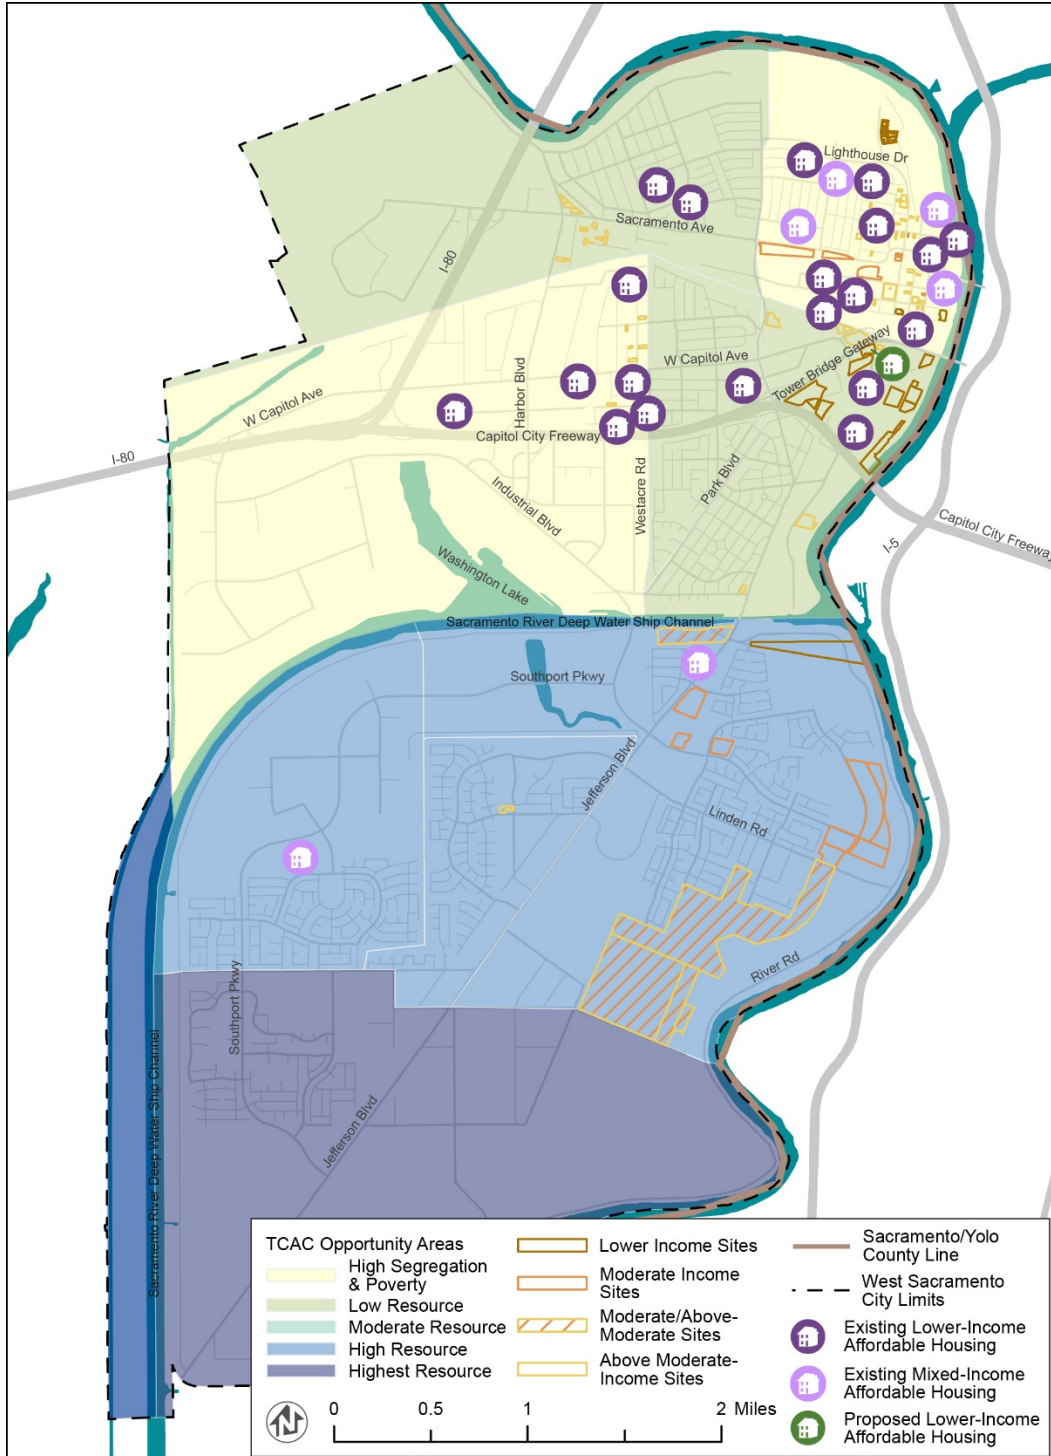 Lighthouse Dr
Sacramento Ave
I-80
W Capitol Ave
Tower Bridge Gateway
Harbor Blvd
W Capitol Ave
Capitol City Freeway
I-80
Industrial Blvd
Westacre Rd
Park Blvd
Capitol City Freeway
I-5
Washington Lake
Sacramento River Deep Water Ship Channel
Southport Pkwy
Jefferson Blvd
Linden Rd
River Rd
Southport Pkwy
Sacramento River Deep Water Ship Channel
Jefferson Blvd
TCAC Opportunity Areas
High Segregation
& Poverty
Low Resource
Moderate Resource
High Resource
Highest Resource
Lower Income Sites
Moderate Income
Sites
Moderate/Above-
Moderate Sites
Above Moderate-
Income Sites
Sacramento/Yolo
County Line
West Sacramento
City Limits
Existing Lower-Income
Affordable Housing
Existing Mixed-Income
Affordable Housing
Proposed Lower-Income
Affordable Housing
N
0 0.5 1 2 Miles